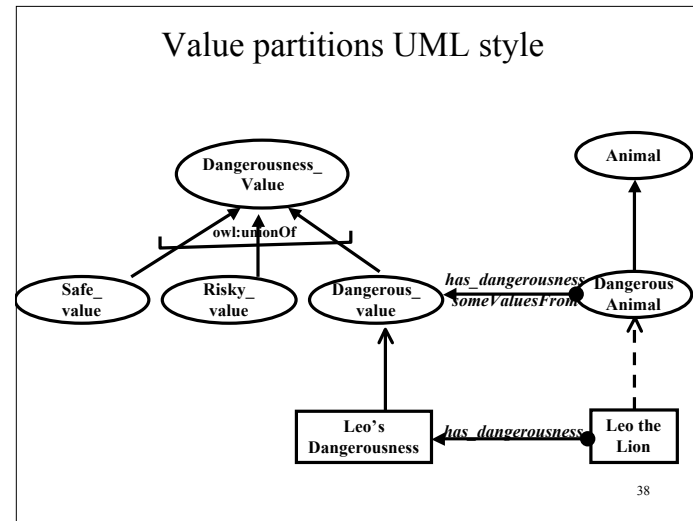 Value partitions UML style
Dangerousness_
Value
Animal
owl:unionOf
Safe_
value
Risky_
value
Dangerous_
value
has_dangerousness
someValuesFrom
Dangerous
Animal
Leo's
Dangerousness
has_dangerousness
Leo the
Lion
38